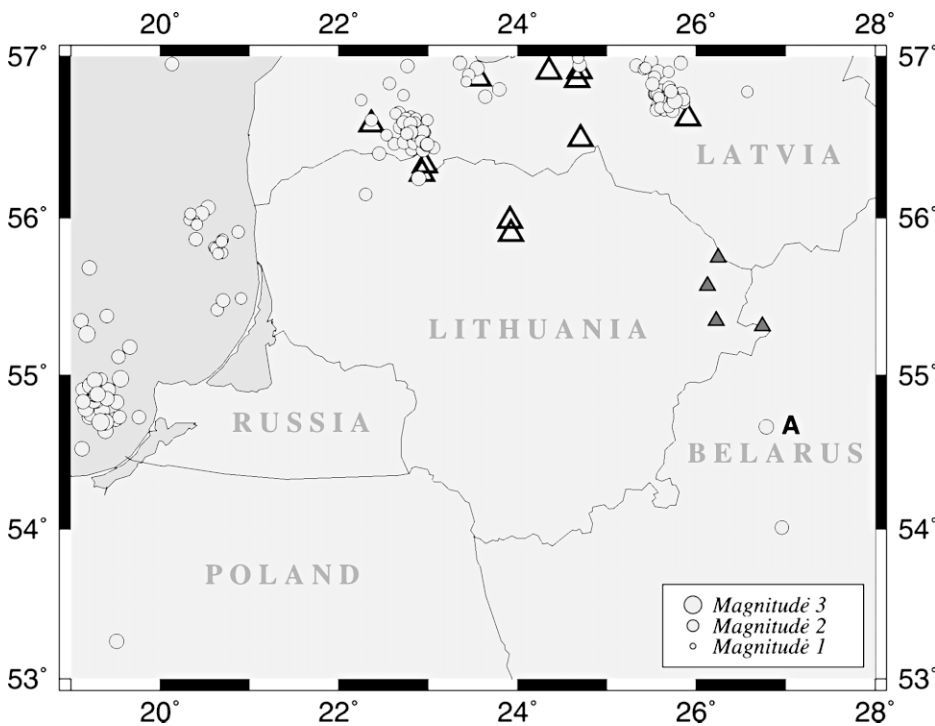 20˚ 22˚ 24˚ 26˚ 28˚
57˚ 57˚
LATVIA
56˚ 56˚
LITHUANIA
55˚ 55˚
RUSSIA
A
BELARUS
54˚ 54˚
POLAND
Magnitudė 3
Magnitudė 2
Magnitudė 1
53˚ 53˚
20˚ 22˚ 24˚ 26˚ 28˚